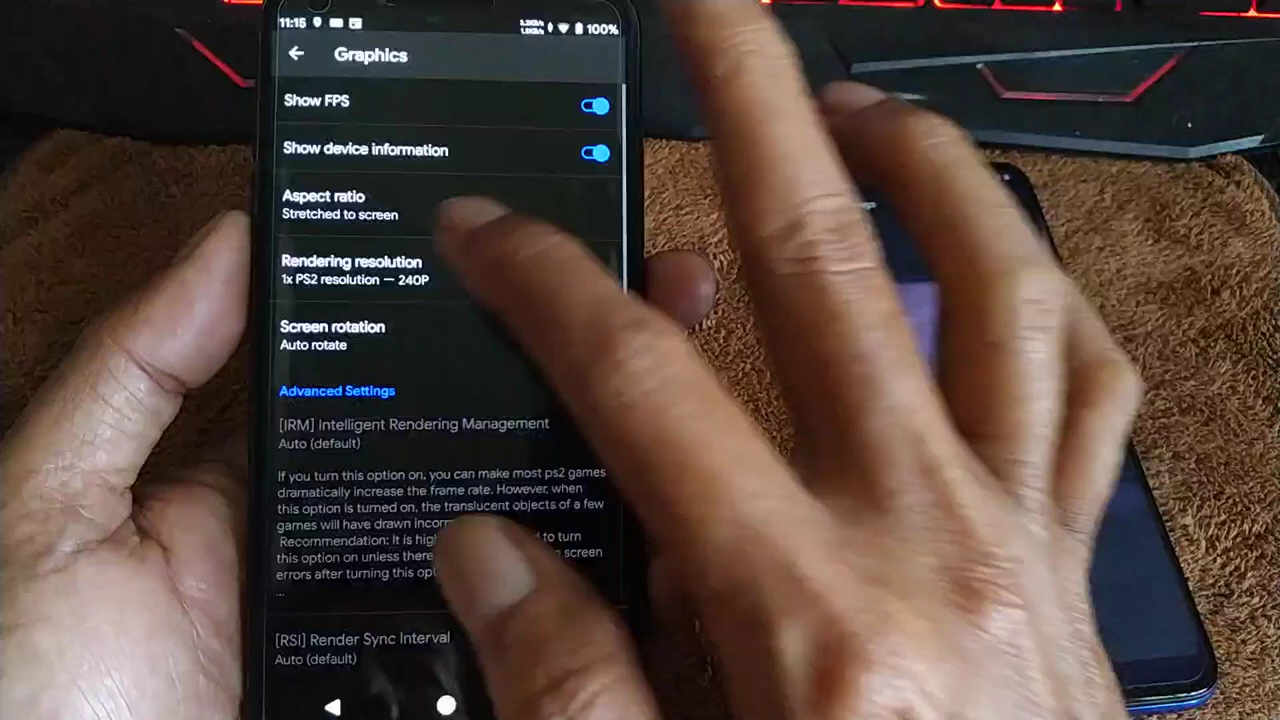 11:15
100%
Graphics
Show FPS
Show device information
Aspect ratio
Stretched to screen
Rendering resolution
1x PS2 resolution — 240P
Screen rotation
Auto rotate
Advanced Settings
[IRM] Intelligent Rendering Management
Auto (default)
If you turn this option on, you can make most ps2 games
dramatically increase the frame rate. However, when
this option is turned on, the translucent objects of a few
games will have drawn
Recommendation: It is to turn
this option on unless there screen
errors after turning this
...
[RSI] Render Sync Interval
Auto (default)